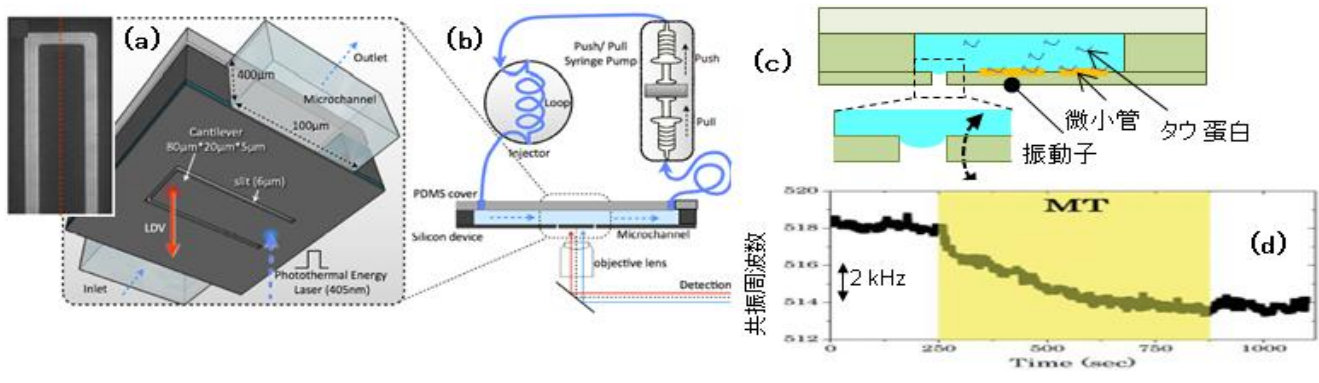 (a)
Outlet
400μm
Microchannel
100μm
Cantilever
80μm*20μm*5μm
slit (6μm)
LDV
Inlet
Photothermal Energy
Laser (405nm)
(b)
Push/ Pull
Syringe Pump
Push
Pull
Loop
Injector
PDMS cover
Silicon device
Microchannel
objective lens
Detection
(c)
微小管
タウ蛋白
振動子
520
518
516
514
512
共振周波数
2 kHz
MT
(d)
0
250
500
750
1000
Time (sec)